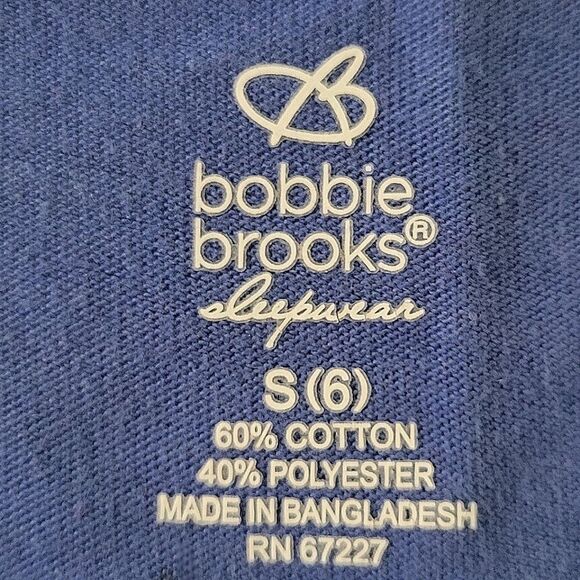 bobbie
brooks®
sleepwear
S (6)
60% COTTON
40% POLYESTER
MADE IN BANGLADESH
RN 67227